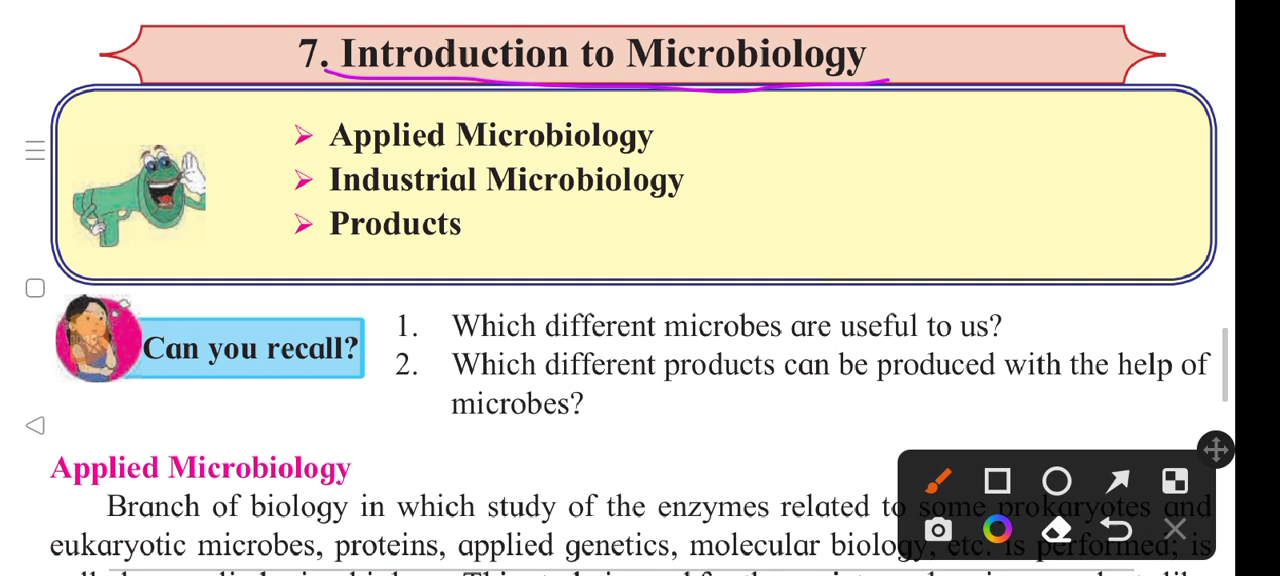 7. Introduction to Microbiology
Applied Microbiology
Industrial Microbiology
Products
Can you recall?
1. Which different microbes are useful to us?
2. Which different products can be produced with the help of
microbes?
Applied Microbiology
Branch of biology in which study of the enzymes related to some prokaryotes and
eukaryotic microbes, proteins, applied genetics, molecular biology, etc. is performed; is